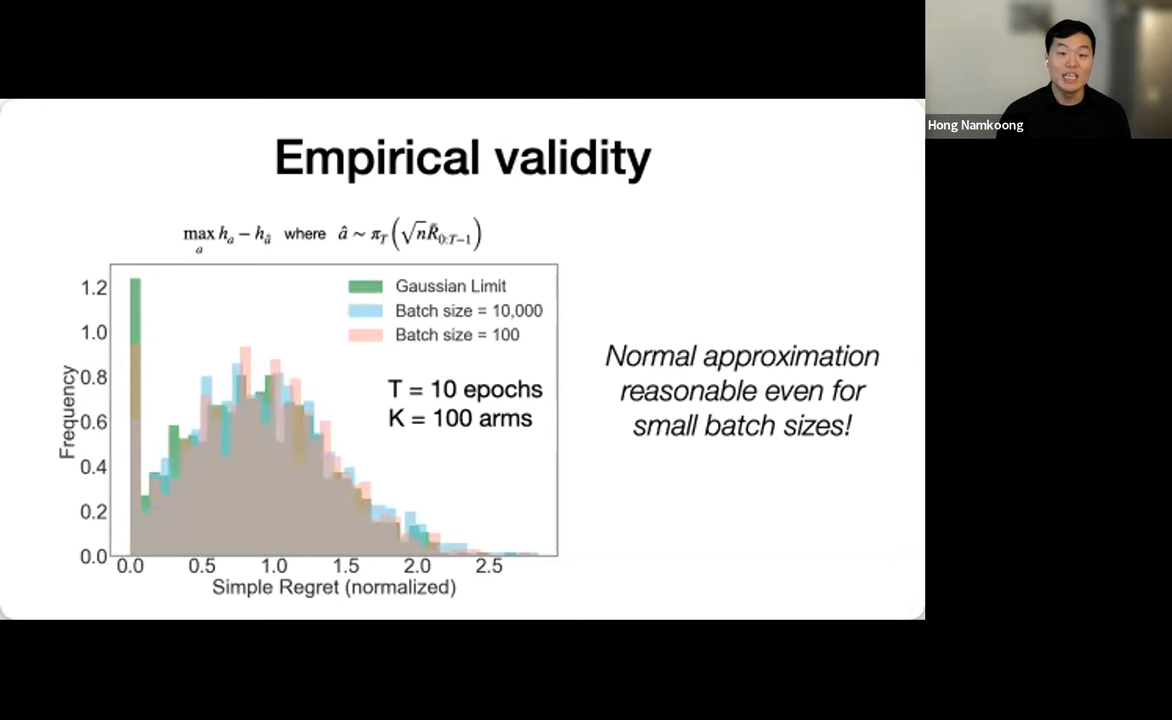 Hong Namkoong
Empirical validity
max h_a − h_â where â ~ π_T(√n R̄_{0:T−1})
a
Gaussian Limit
Batch size = 10,000
Batch size = 100
T = 10 epochs
K = 100 arms
Frequency
1.2
1.0
0.8
0.6
0.4
0.2
0.0
0.0 0.5 1.0 1.5 2.0 2.5
Simple Regret (normalized)
Normal approximation
reasonable even for
small batch sizes!